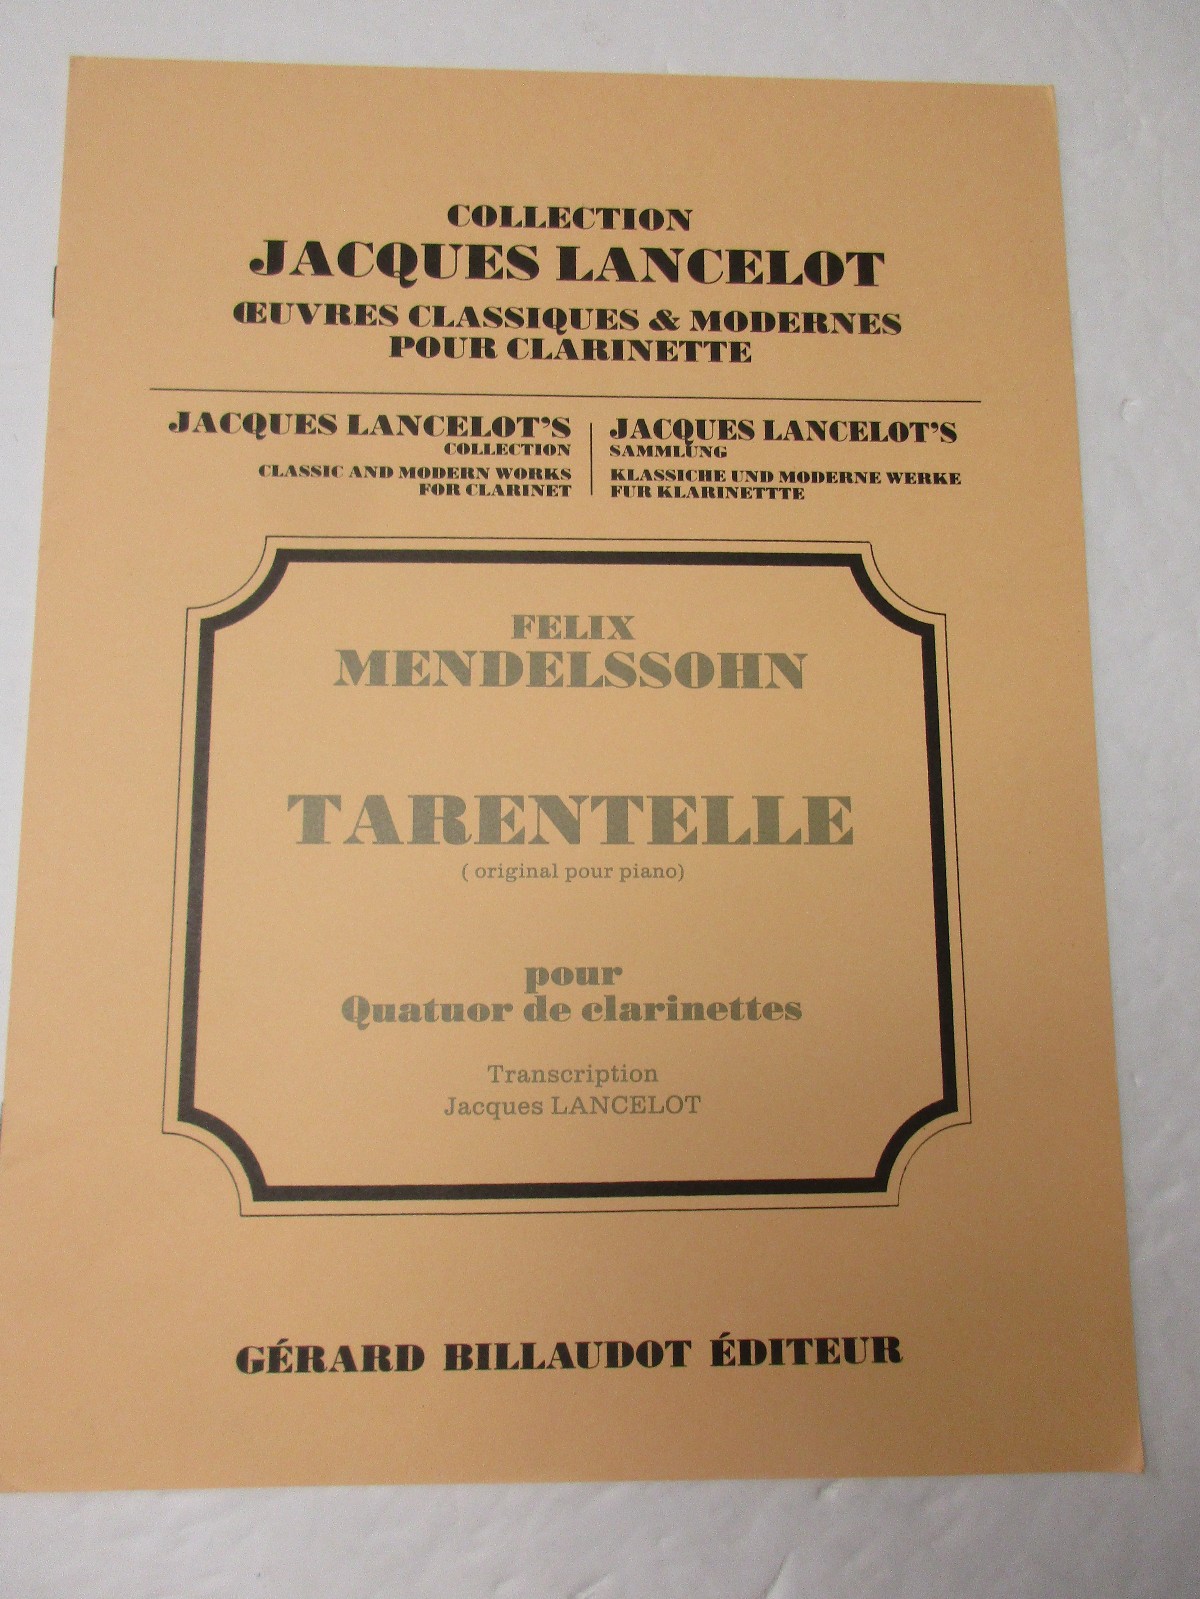 COLLECTION
JACQUES LANCELOT
ŒUVRES CLASSIQUES & MODERNES
POUR CLARINETTE
JACQUES LANCELOT'S
COLLECTION
CLASSIC AND MODERN WORKS
FOR CLARINET
JACQUES LANCELOT'S
SAMMLUNG
KLASSICHE UND MODERNE WERKE
FUR KLARINETTTE
FELIX
MENDELSSOHN
TARENTELLE
( original pour piano)
pour
Quatuor de clarinettes
Transcription
Jacques LANCELOT
GÉRARD BILLAUDOT ÉDITEUR